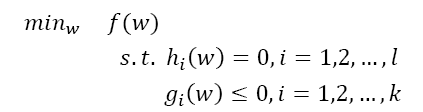 min_w f(w)
s.t. h_i(w) = 0, i = 1,2, …, l
g_i(w) ≤ 0, i = 1,2, …, k